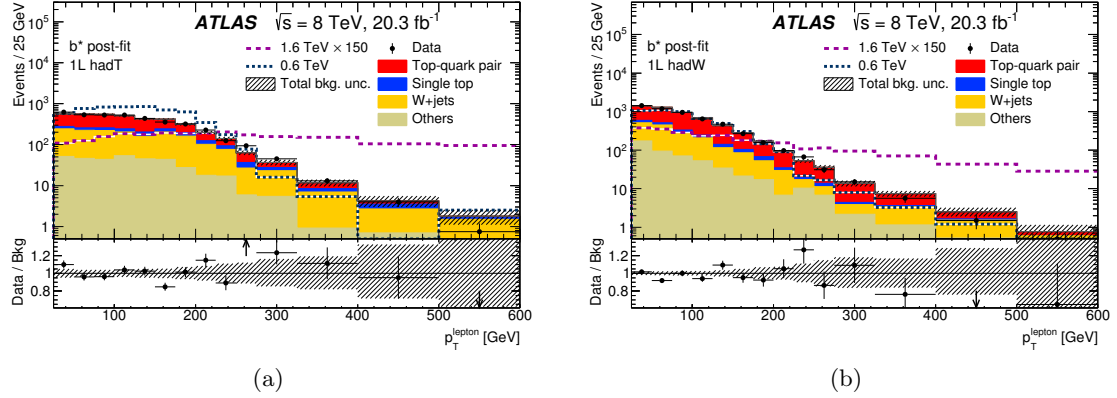 ATLAS √s = 8 TeV, 20.3 fb⁻¹
b* post-fit
1L hadT
1.6 TeV × 150
0.6 TeV
Total bkg. unc.
Data
Top-quark pair
Single top
W+jets
Others
Events / 25 GeV
10⁵
10⁴
10³
10²
10
1
Data / Bkg
1.2
1
0.8
100 200 300 400 500 600
p_T^lepton [GeV]
(a)
ATLAS √s = 8 TeV, 20.3 fb⁻¹
b* post-fit
1L hadW
1.6 TeV × 150
0.6 TeV
Total bkg. unc.
Data
Top-quark pair
Single top
W+jets
Others
Events / 25 GeV
10⁵
10⁴
10³
10²
10
1
Data / Bkg
1.2
1
0.8
100 200 300 400 500 600
p_T^lepton [GeV]
(b)